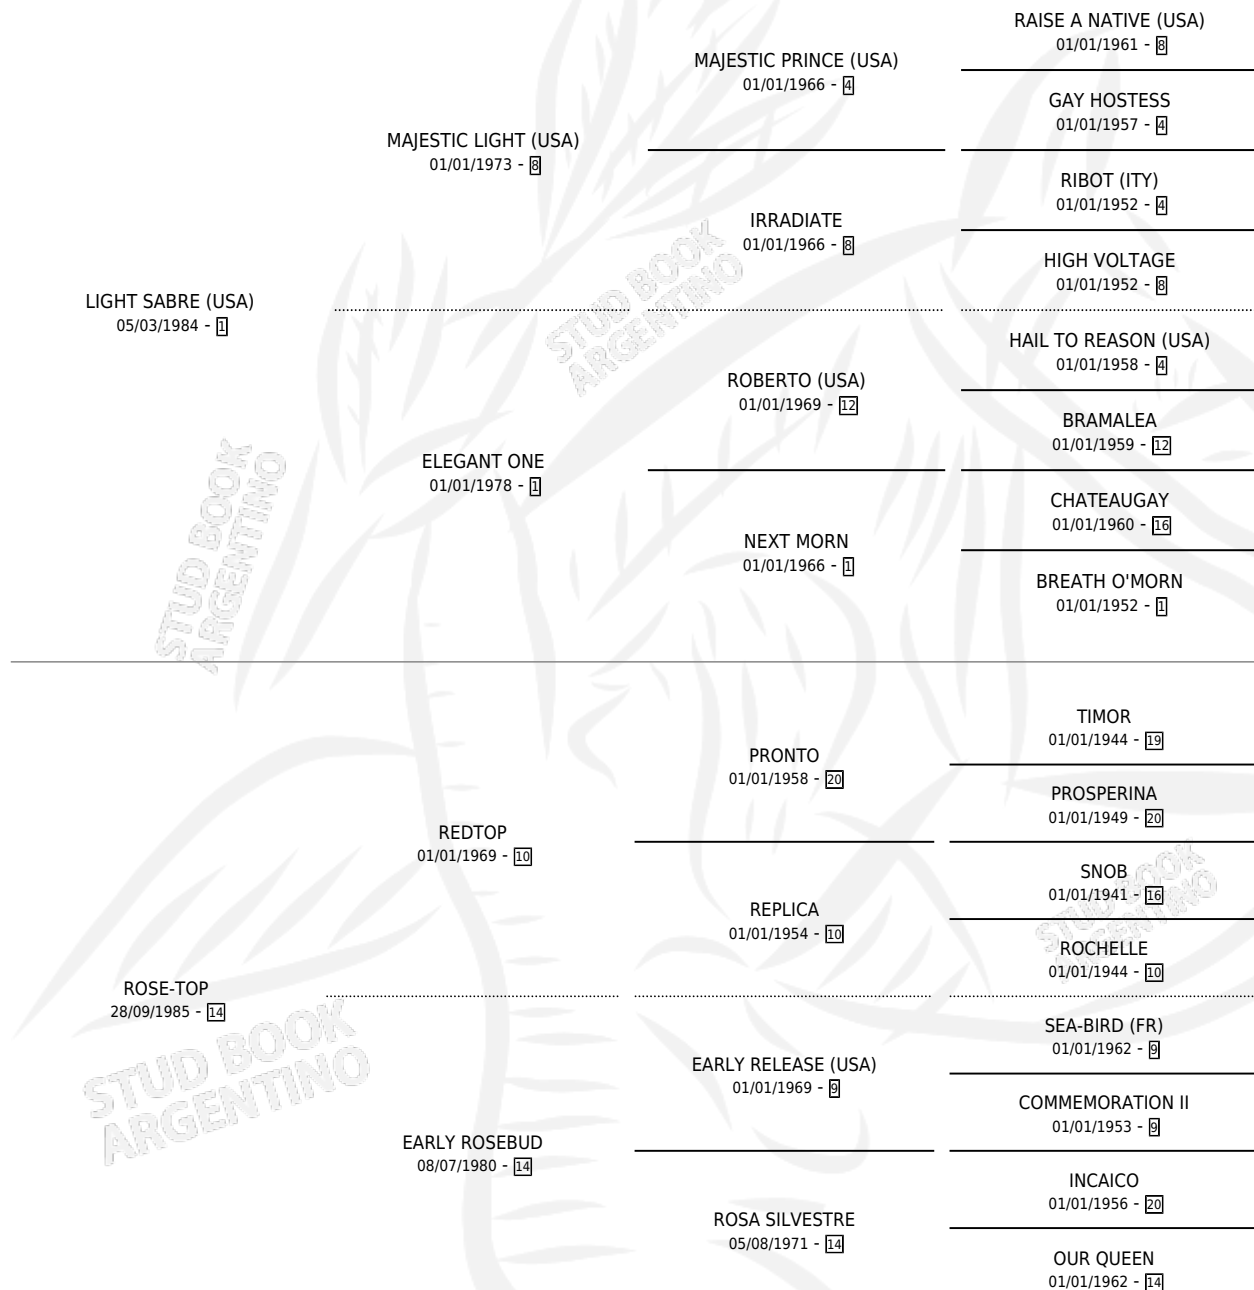 RAISE A NATIVE (USA)
01/01/1961 - 8
MAJESTIC PRINCE (USA)
01/01/1966 - 4
GAY HOSTESS
01/01/1957 - 4
MAJESTIC LIGHT (USA)
01/01/1973 - 8
RIBOT (ITY)
01/01/1952 - 4
IRRADIATE
01/01/1966 - 8
HIGH VOLTAGE
01/01/1952 - 8
LIGHT SABRE (USA)
05/03/1984 - 1
HAIL TO REASON (USA)
01/01/1958 - 4
ROBERTO (USA)
01/01/1969 - 12
BRAMALEA
01/01/1959 - 12
ELEGANT ONE
01/01/1978 - 1
CHATEAUGAY
01/01/1960 - 16
NEXT MORN
01/01/1966 - 1
BREATH O'MORN
01/01/1952 - 1
TIMOR
01/01/1944 - 19
PRONTO
01/01/1958 - 20
PROSPERINA
01/01/1949 - 20
REDTOP
01/01/1969 - 10
SNOB
01/01/1941 - 16
REPLICA
01/01/1954 - 10
ROCHELLE
01/01/1944 - 10
ROSE-TOP
28/09/1985 - 14
SEA-BIRD (FR)
01/01/1962 - 9
EARLY RELEASE (USA)
01/01/1969 - 9
COMMEMORATION II
01/01/1953 - 9
EARLY ROSEBUD
08/07/1980 - 14
INCAICO
01/01/1956 - 20
ROSA SILVESTRE
05/08/1971 - 14
OUR QUEEN
01/01/1962 - 14
STUD BOOK
ARGENTINO
STUD BOOK
ARGENTINO
STUD BOOK
ARGENTINO
STUD BOOK
ARGENTINO